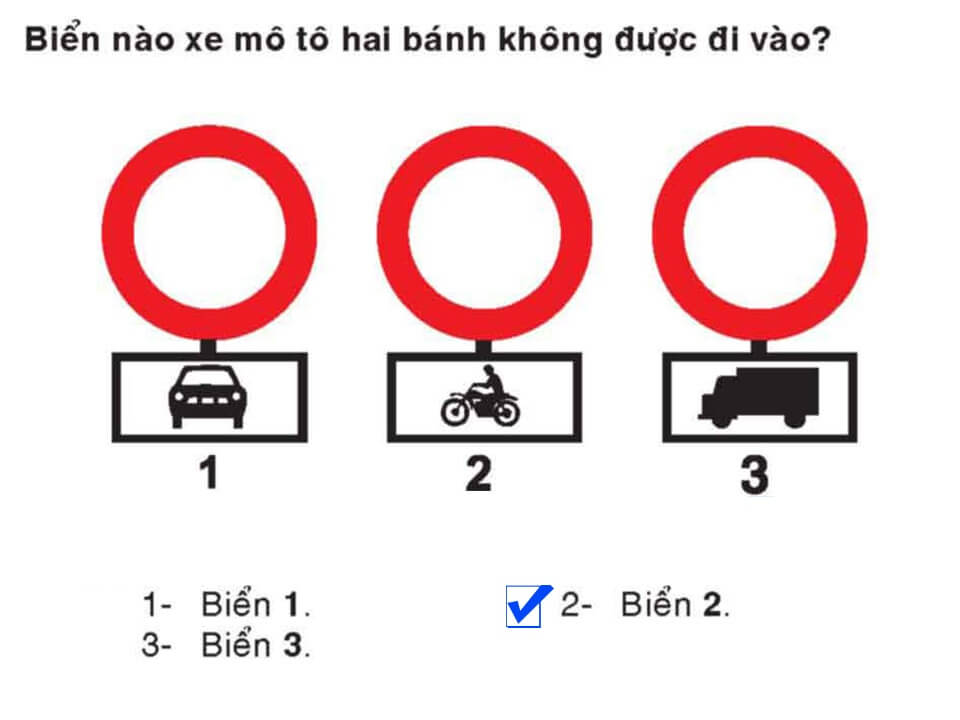 Biển nào xe mô tô hai bánh không được đi vào?
1 2 3
1- Biển 1. 2- Biển 2.
3- Biển 3.